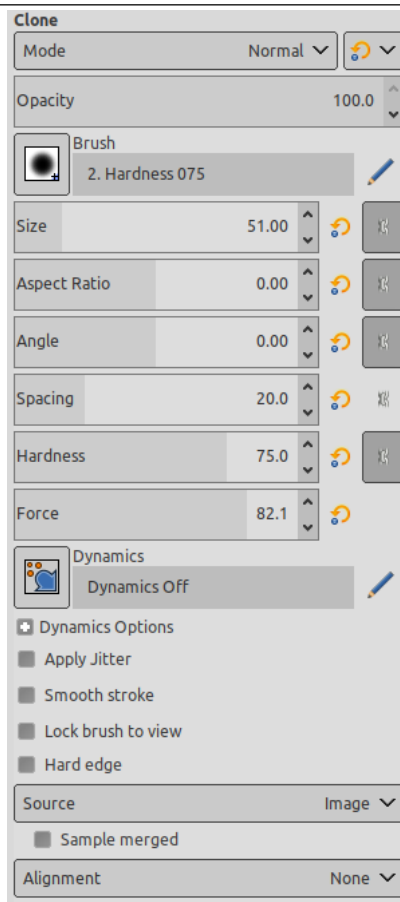 Clone
Mode Normal
Opacity 100.0
Brush
2. Hardness 075
Size 51.00
Aspect Ratio 0.00
Angle 0.00
Spacing 20.0
Hardness 75.0
Force 82.1
Dynamics
Dynamics Off
Dynamics Options
Apply Jitter
Smooth stroke
Lock brush to view
Hard edge
Source Image
Sample merged
Alignment None